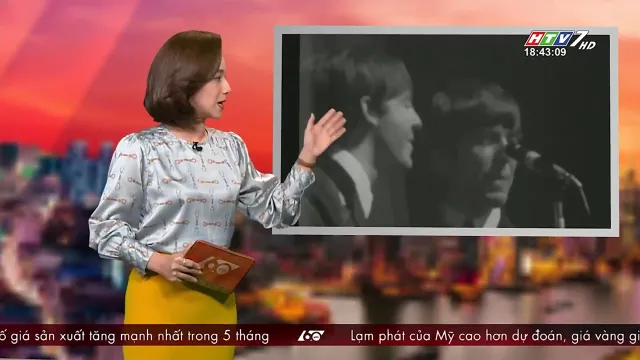 HTV7 HD
18:43:09
ố giá sản xuất tăng mạnh nhất trong 5 tháng 60 Lạm phát của Mỹ cao hơn dự đoán, giá vàng gi